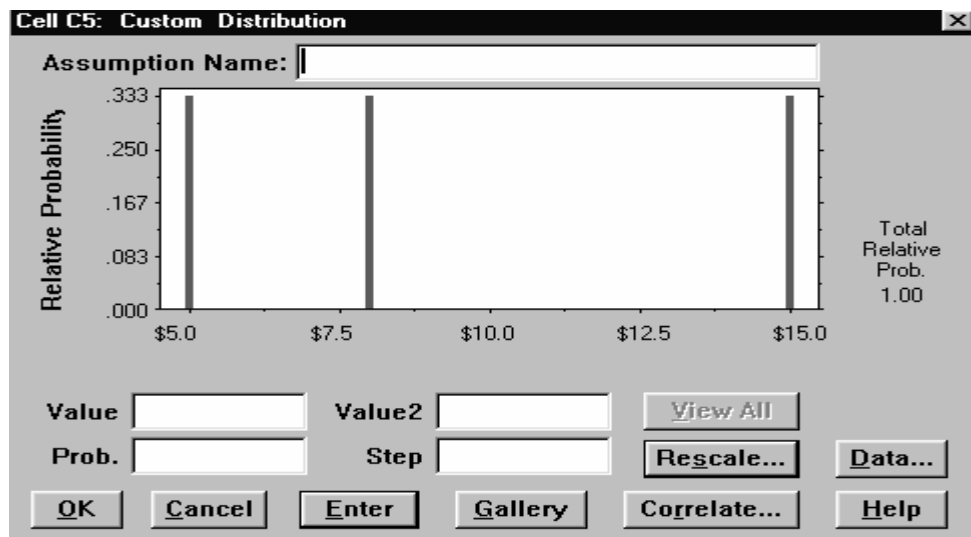 Cell C5: Custom Distribution
Assumption Name:
Relative Probability
.333
.250
.167
.083
.000
$5.0 $7.5 $10.0 $12.5 $15.0
Total
Relative
Prob.
1.00
Value Value2 View All
Prob. Step Rescale... Data...
OK Cancel Enter Gallery Correlate... Help